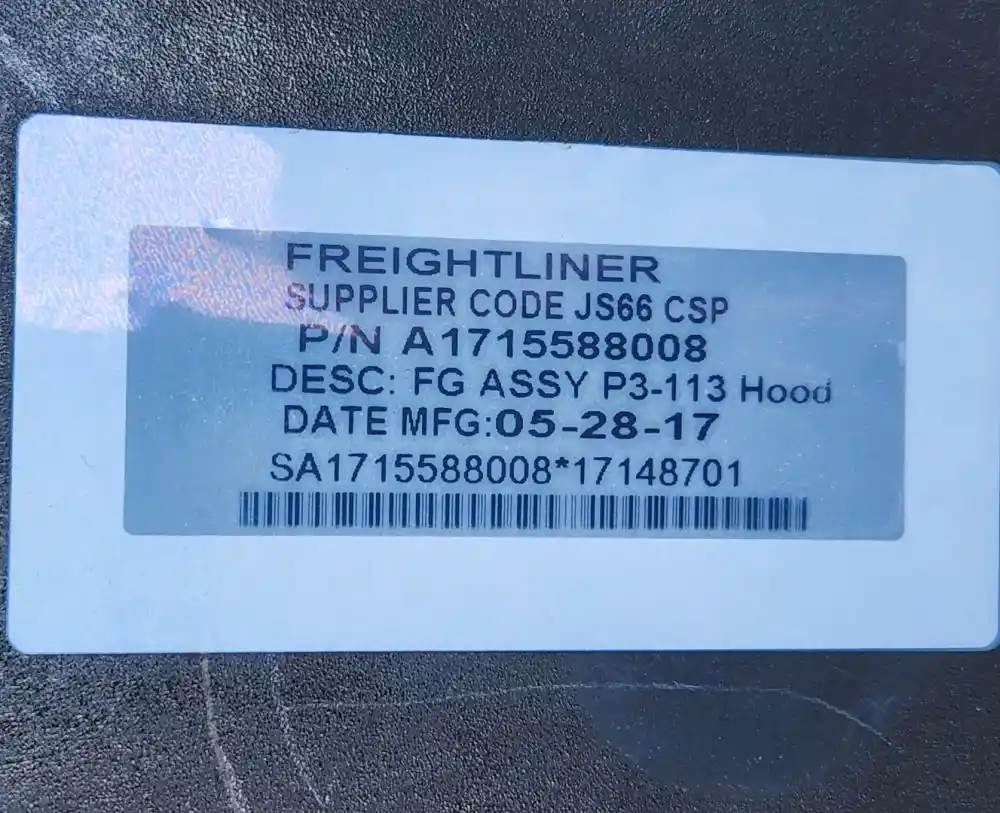 FREIGHTLINER
SUPPLIER CODE JS66 CSP
P/N A1715588008
DESC: FG ASSY P3-113 Hood
DATE MFG:05-28-17
SA1715588008*17148701